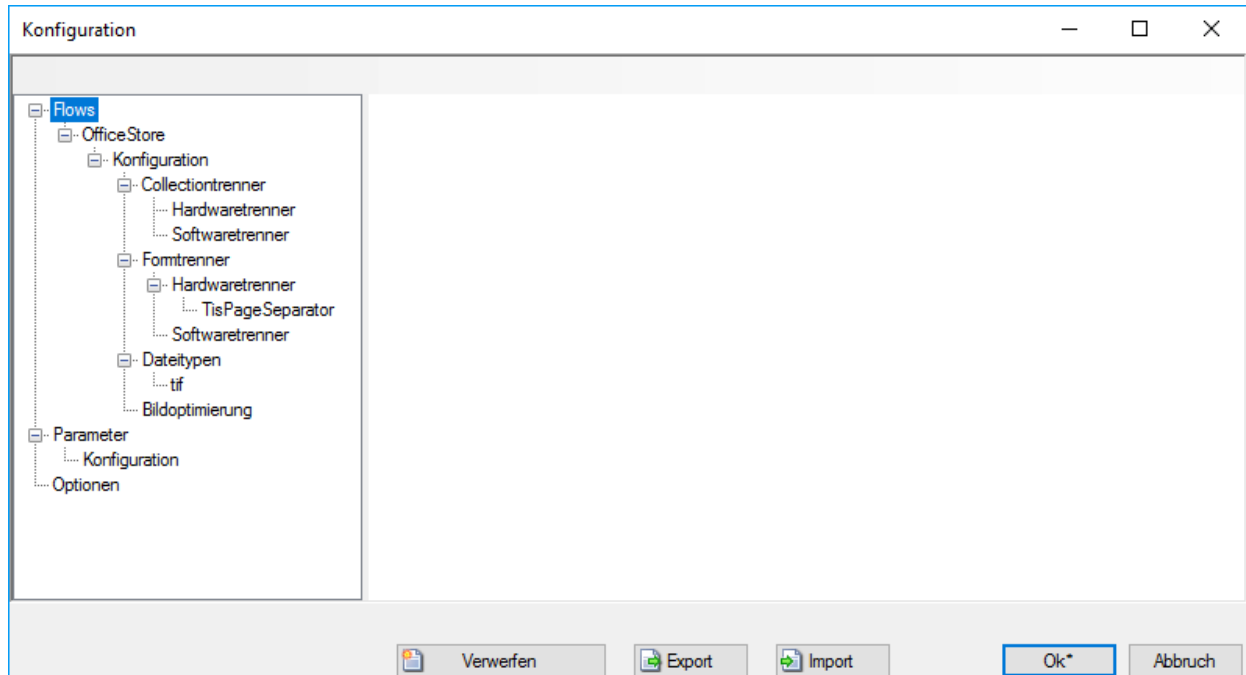 Konfiguration
Flows
OfficeStore
Konfiguration
Collectiontrenner
Hardwaretrenner
Softwaretrenner
Formtrenner
Hardwaretrenner
TisPageSeparator
Softwaretrenner
Dateitypen
tif
Bildoptimierung
Parameter
Konfiguration
Optionen
Verwerfen Export Import Ok* Abbruch